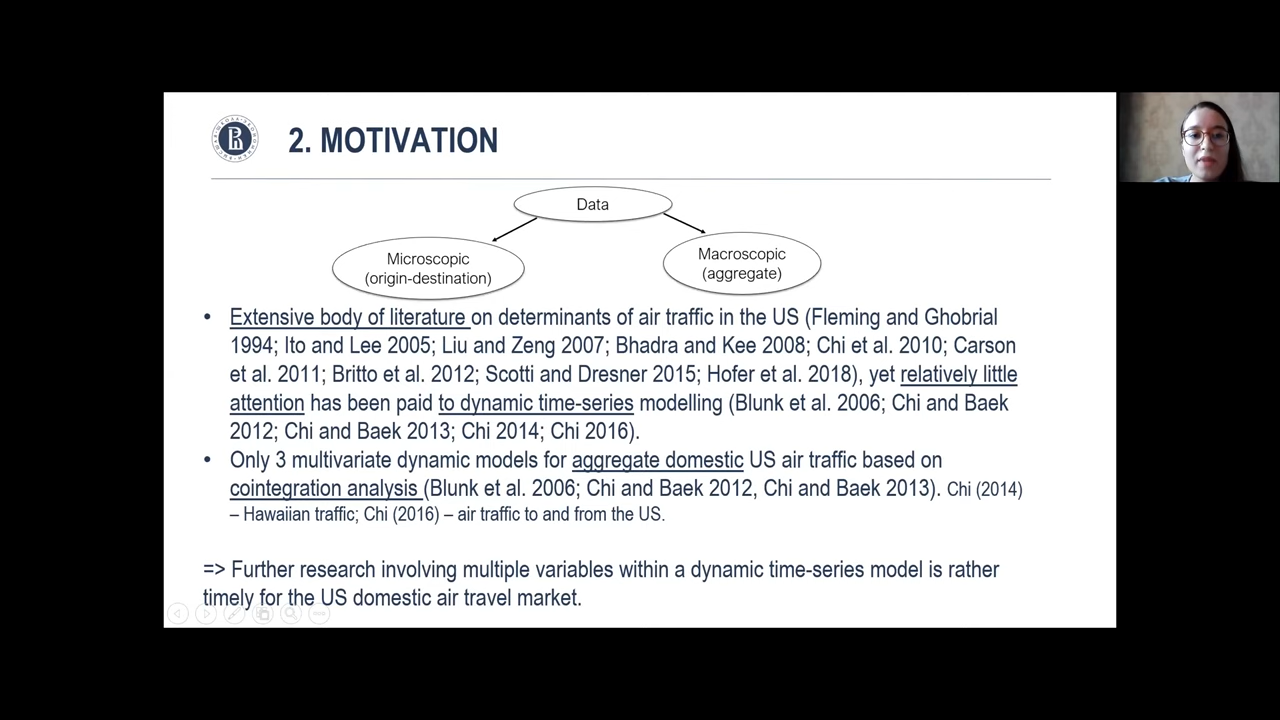 2. MOTIVATION
Data
Microscopic
(origin-destination)
Macroscopic
(aggregate)
• Extensive body of literature on determinants of air traffic in the US (Fleming and Ghobrial
1994; Ito and Lee 2005; Liu and Zeng 2007; Bhadra and Kee 2008; Chi et al. 2010; Carson
et al. 2011; Britto et al. 2012; Scotti and Dresner 2015; Hofer et al. 2018), yet relatively little
attention has been paid to dynamic time-series modelling (Blunk et al. 2006; Chi and Baek
2012; Chi and Baek 2013; Chi 2014; Chi 2016).
• Only 3 multivariate dynamic models for aggregate domestic US air traffic based on
cointegration analysis (Blunk et al. 2006; Chi and Baek 2012, Chi and Baek 2013). Chi (2014)
– Hawaiian traffic; Chi (2016) – air traffic to and from the US.
=> Further research involving multiple variables within a dynamic time-series model is rather
timely for the US domestic air travel market.